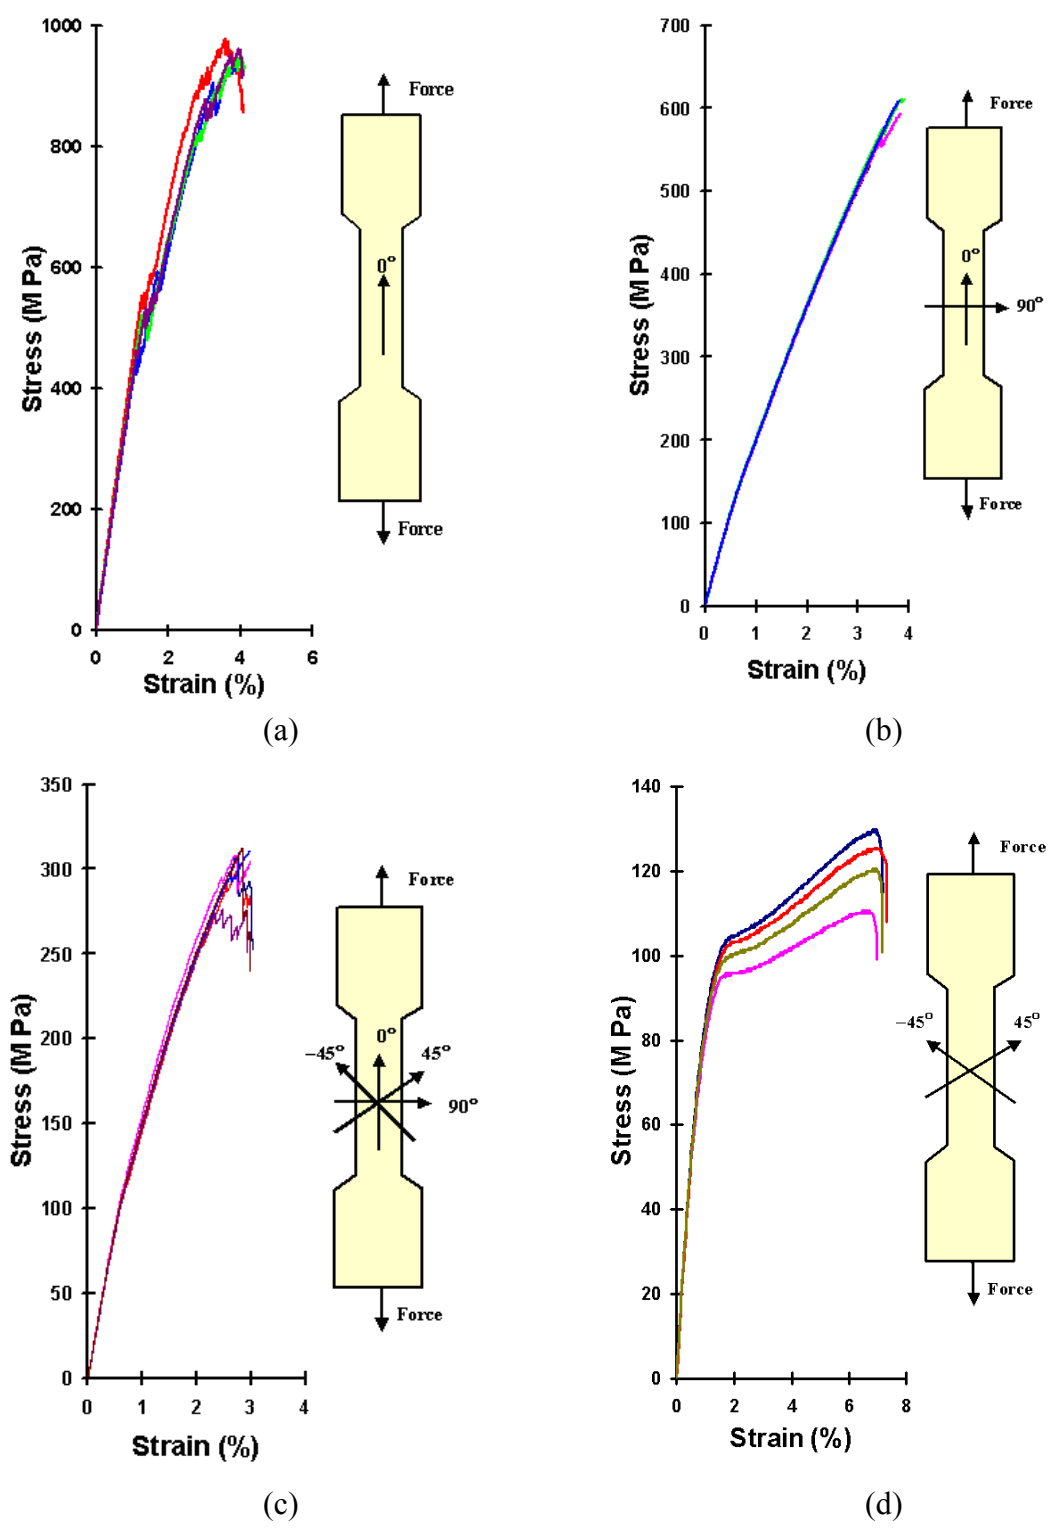 1000
800
600
400
200
0
0 2 4 6
Stress (M Pa)
Strain (%)
Force
0°
Force
(a)
700
600
500
400
300
200
100
0
0 1 2 3 4
Stress (M Pa)
Strain (%)
Force
0°
90°
Force
(b)
350
300
250
200
150
100
50
0
0 1 2 3 4
Stress (M Pa)
Strain (%)
Force
−45° 0° 45°
90°
Force
(c)
140
120
100
80
60
40
20
0
0 2 4 6 8
Stress (M Pa)
Strain (%)
Force
−45° 45°
Force
(d)